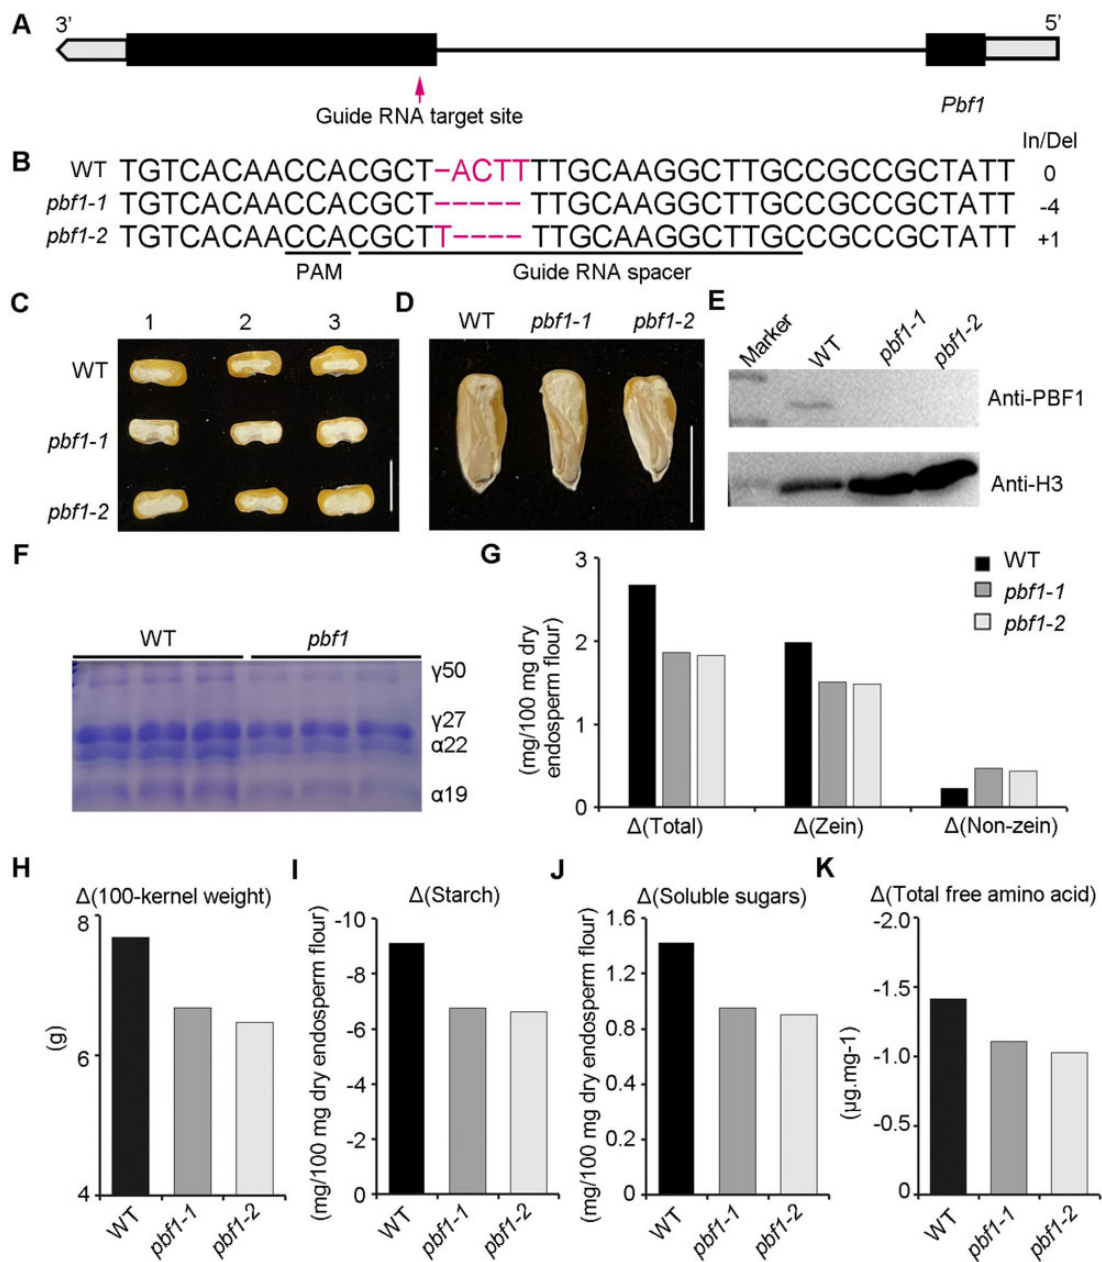 A
3’
5’
Guide RNA target site
Pbf1
B
In/Del
WT TGTCACAACCACGCT-ACTTTTGCAAGGCTTGCCGCCGCTATT 0
pbf1-1 TGTCACAACCACGCT----- TTGCAAGGCTTGCCGCCGCTATT -4
pbf1-2 TGTCACAACCACGCTT---- TTGCAAGGCTTGCCGCCGCTATT +1
PAM Guide RNA spacer
C
1 2 3
WT
pbf1-1
pbf1-2
D
WT pbf1-1 pbf1-2
E
Marker WT pbf1-1 pbf1-2
Anti-PBF1
Anti-H3
F
WT pbf1
γ50
γ27
α22
α19
G
(mg/100 mg dry
endosperm flour)
3
2
1
0
WT
pbf1-1
pbf1-2
Δ(Total) Δ(Zein) Δ(Non-zein)
H
Δ(100-kernel weight)
(g)
8
6
4
WT pbf1-1 pbf1-2
I
Δ(Starch)
(mg/100 mg dry endosperm flour)
-10
-8
-6
-4
-2
0
WT pbf1-1 pbf1-2
J
Δ(Soluble sugars)
(mg/100 mg dry endosperm flour)
1.6
1.2
0.8
0.4
0.2
0
WT pbf1-1 pbf1-2
K
Δ(Total free amino acid)
(µg.mg-1)
-2.0
-1.5
-1.0
-0.5
0
WT pbf1-1 pbf1-2